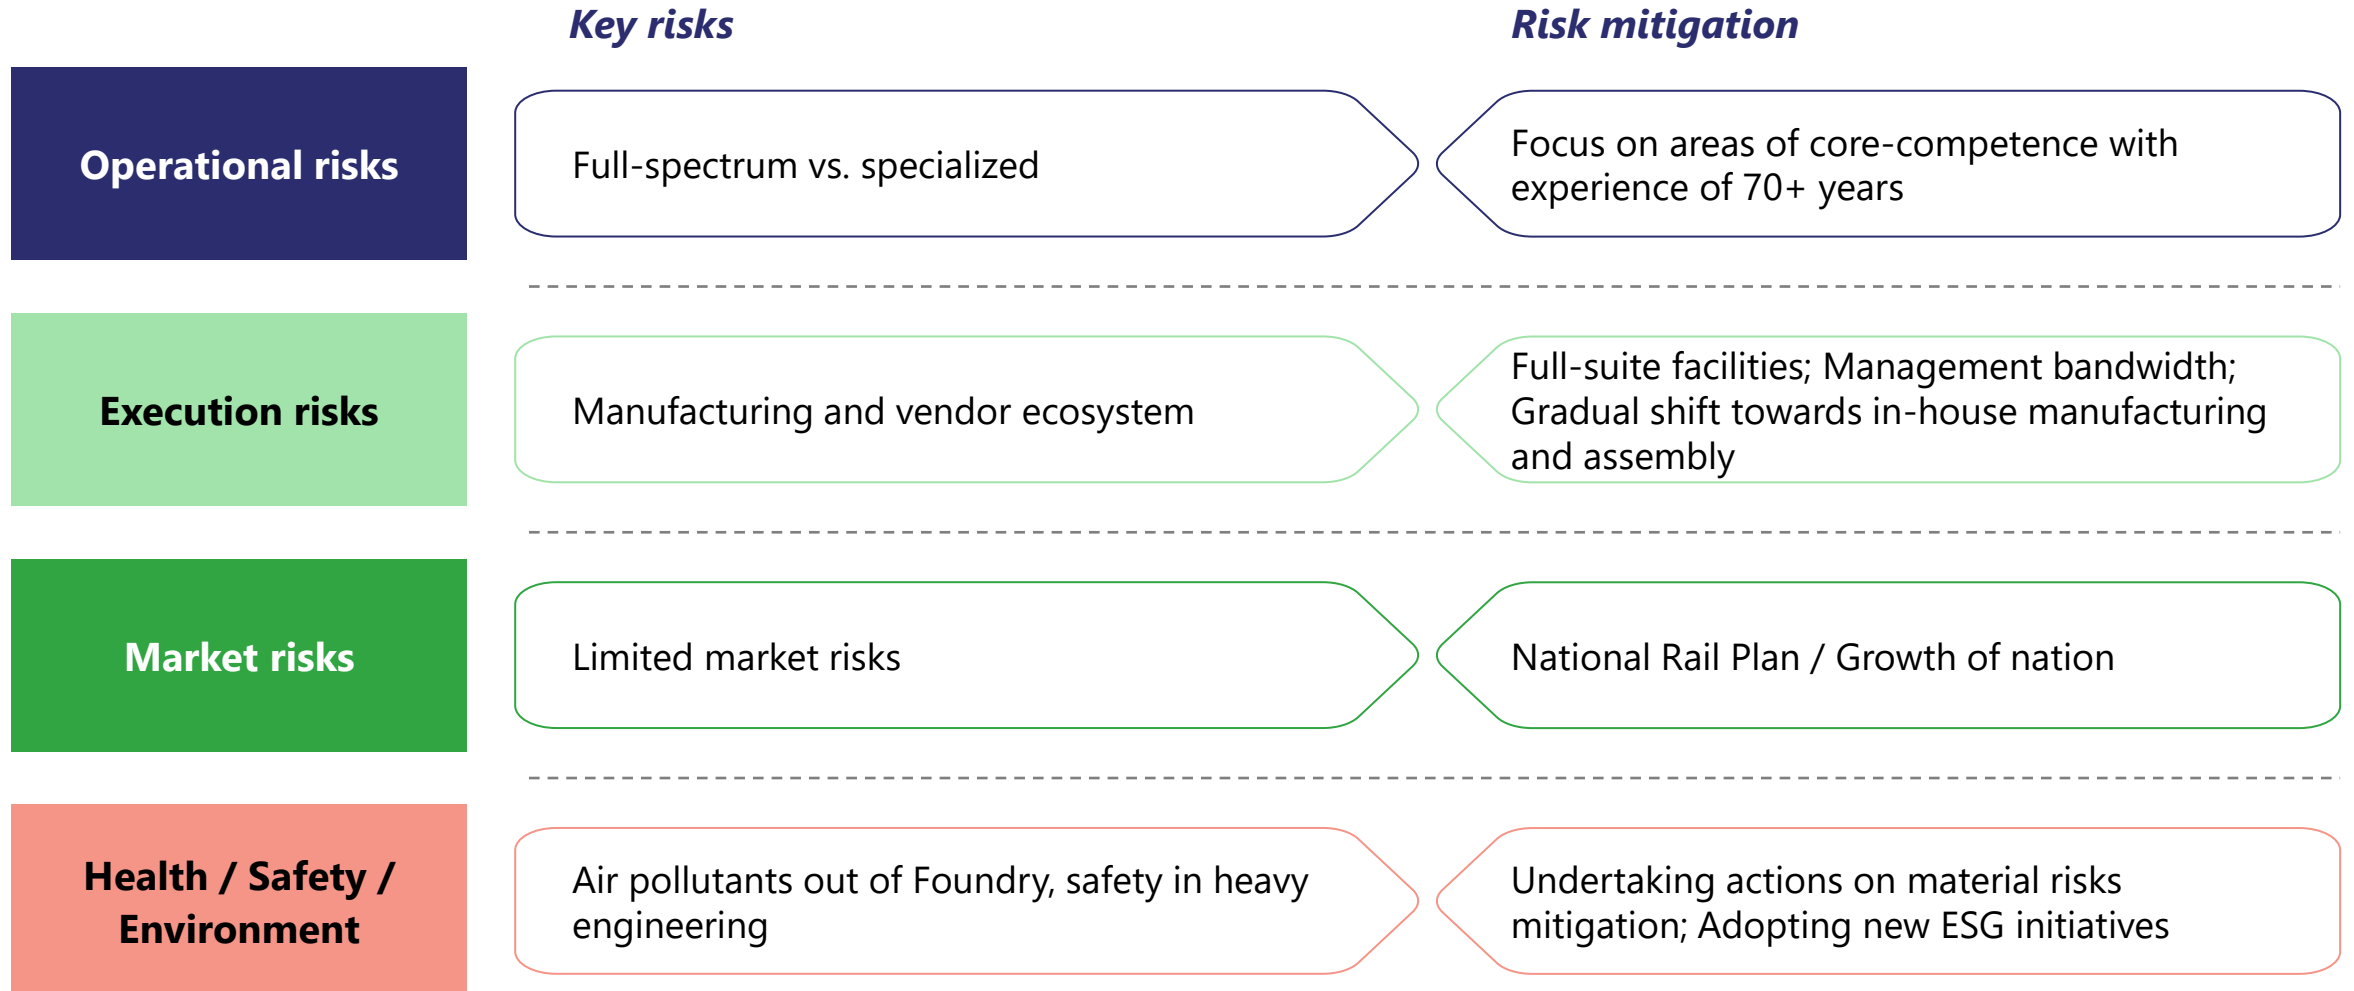 Key risks
Risk mitigation
Operational risks
Full-spectrum vs. specialized
Focus on areas of core-competence with
experience of 70+ years
Execution risks
Manufacturing and vendor ecosystem
Full-suite facilities; Management bandwidth;
Gradual shift towards in-house manufacturing
and assembly
Market risks
Limited market risks
National Rail Plan / Growth of nation
Health / Safety /
Environment
Air pollutants out of Foundry, safety in heavy
engineering
Undertaking actions on material risks
mitigation; Adopting new ESG initiatives